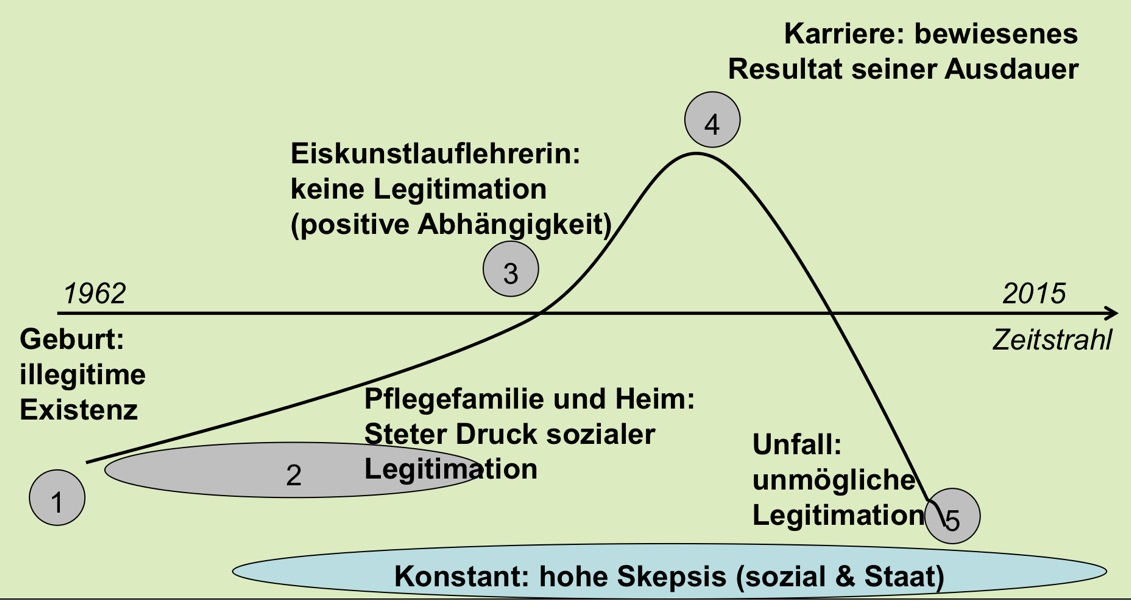 Karriere: bewiesenes
Resultat seiner Ausdauer
4
Eiskunstlauflehrerin:
keine Legitimation
(positive Abhängigkeit)
3
1962
2015
Zeitstrahl
Geburt:
illegitime
Existenz
Pflegefamilie und Heim:
Steter Druck sozialer
Legitimation
2
1
Unfall:
unmögliche
Legitimation
5
Konstant: hohe Skepsis (sozial & Staat)